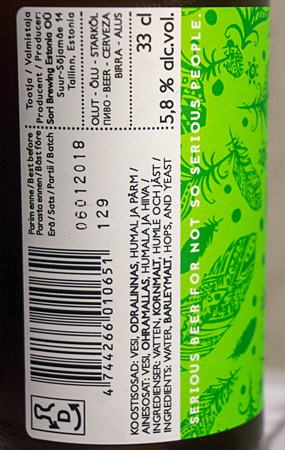 Tootja / Valmistaja
Producent / Producer:
Sori Brewing Estonia OÜ
Suur-Sõjamäe 14
Tallinn, Estonia
OLUT - ÕLU - STARKÖL
ПИВО - BEER - CERVEZA
BIRRA - ALUS
33 cl
5,8 % alc.vol.
Parim enne / Best before
Parasta ennen / Bäst före
Erä / Sats / Partii / Batch
06012018
129
4 744266 010651
D
KOOSTISOSAD: VESI, ODRALINNAS, HUMAL JA PÄRM /
AINESOSAT: VESI, OHRAMALLAS, HUMALA JA HIIVA /
INGREDIENSER: VATTEN, KORNMALT, HUMLE OCH JÄST /
INGREDIENTS: WATER, BARLEYMALT, HOPS, AND YEAST
SERIOUS BEER FOR NOT SO SERIOUS PEOPLE.